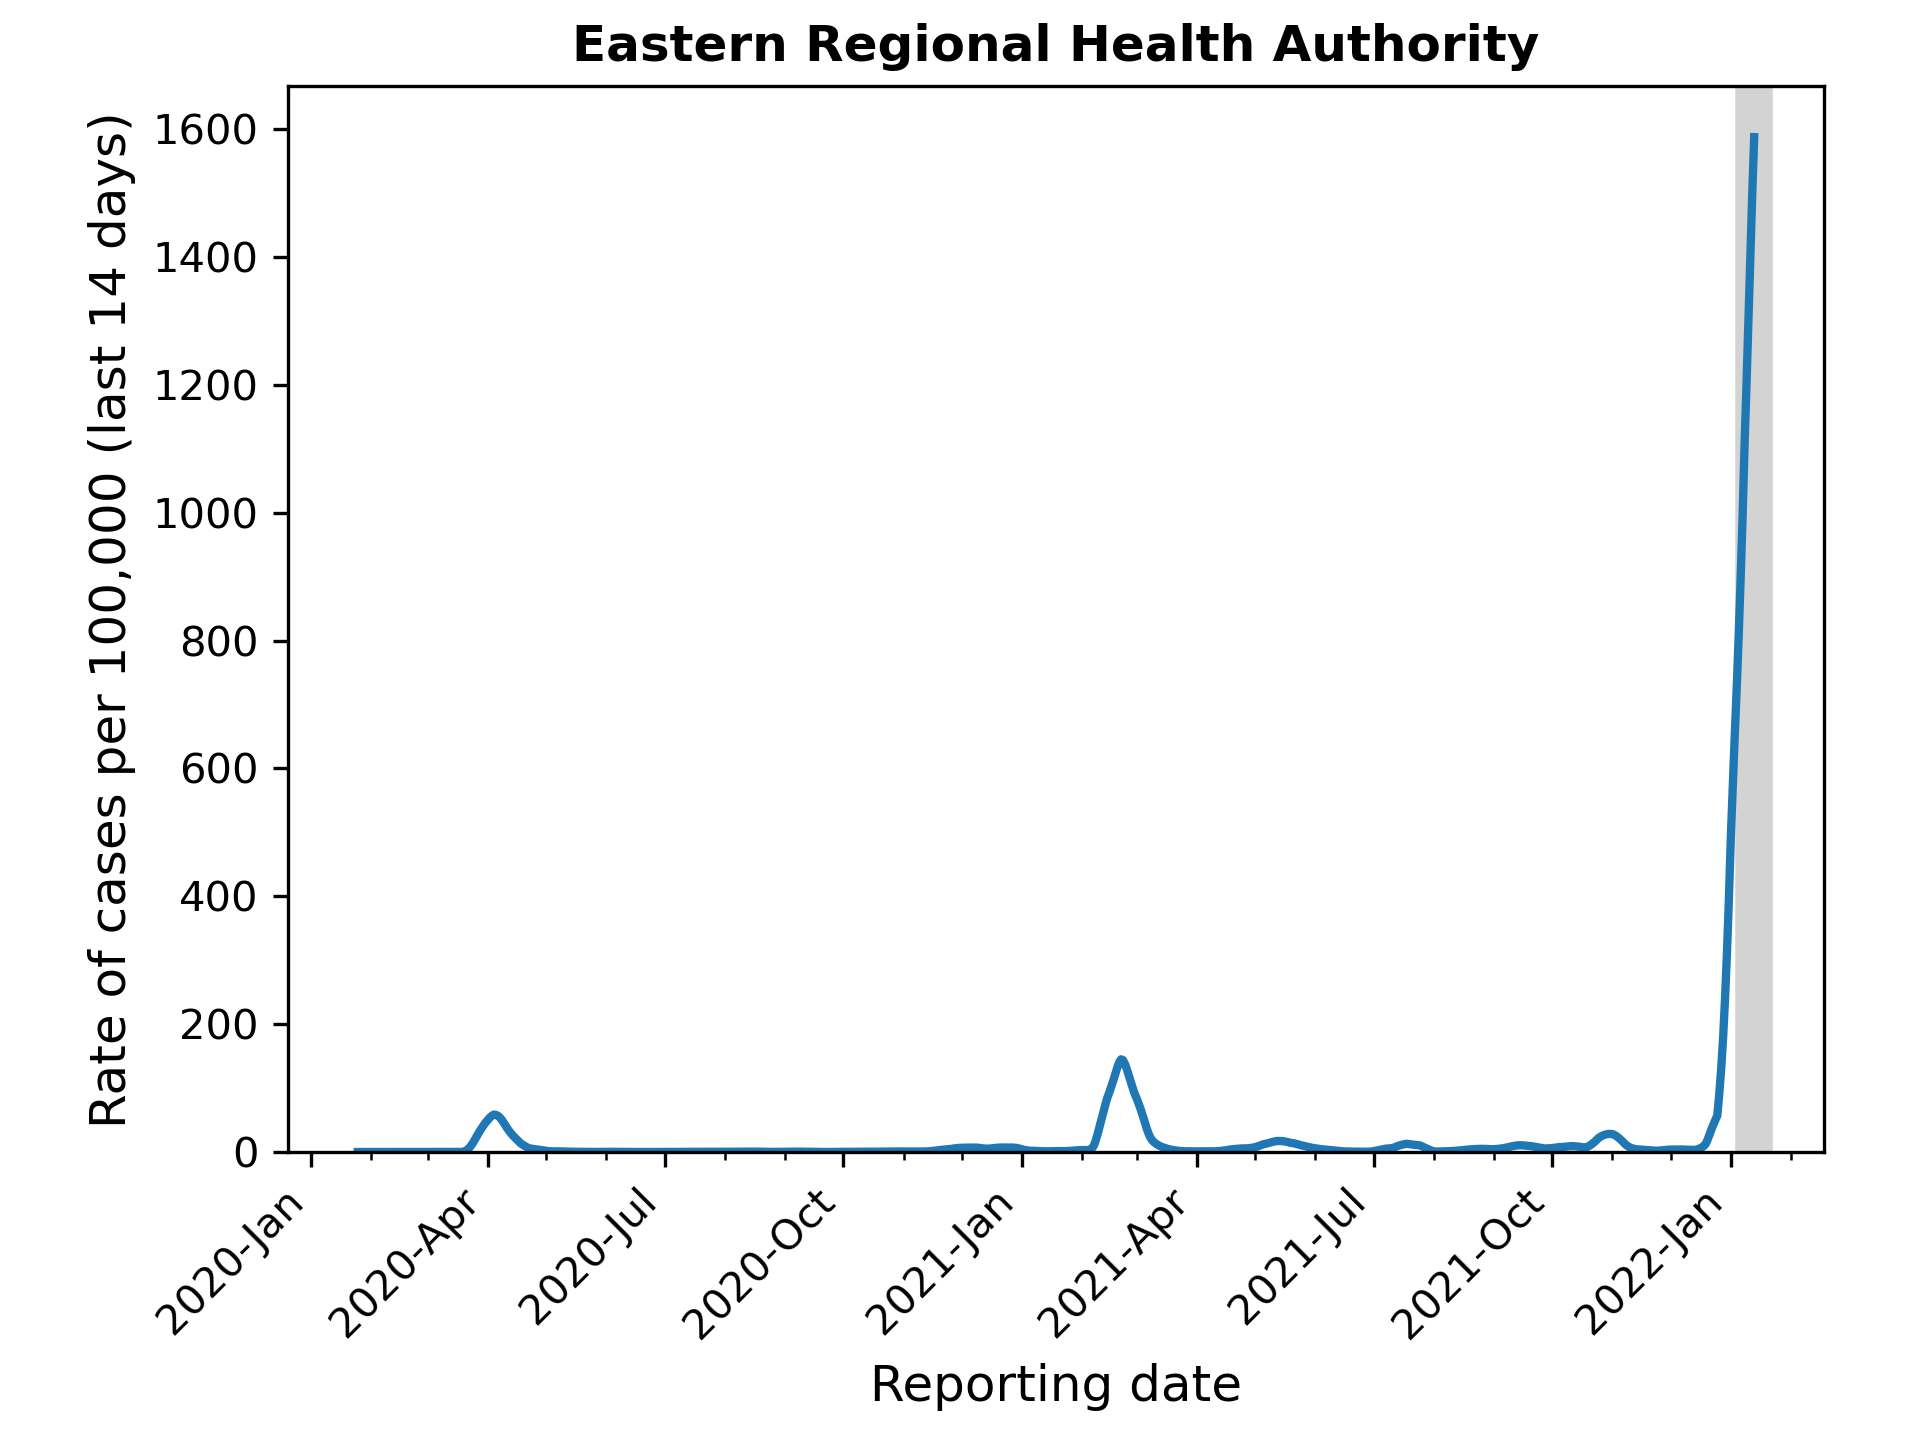 Eastern Regional Health Authority
Rate of cases per 100,000 (last 14 days)
1600
1400
1200
1000
800
600
400
200
0
2020-Jan
2020-Apr
2020-Jul
2020-Oct
2021-Jan
2021-Apr
2021-Jul
2021-Oct
2022-Jan
Reporting date